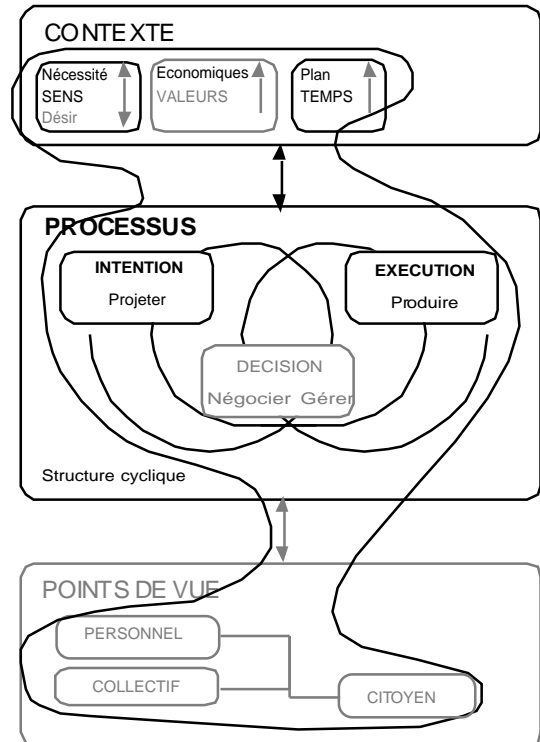 CONTEXTE
Nécessité
SENS
Désir
Economiques
VALEURS
Plan
TEMPS
PROCESSUS
INTENTION
Projeter
EXECUTION
Produire
DECISION
Négocier Gérer
Structure cyclique
POINTS DE VUE
PERSONNEL
COLLECTIF
CITOYEN